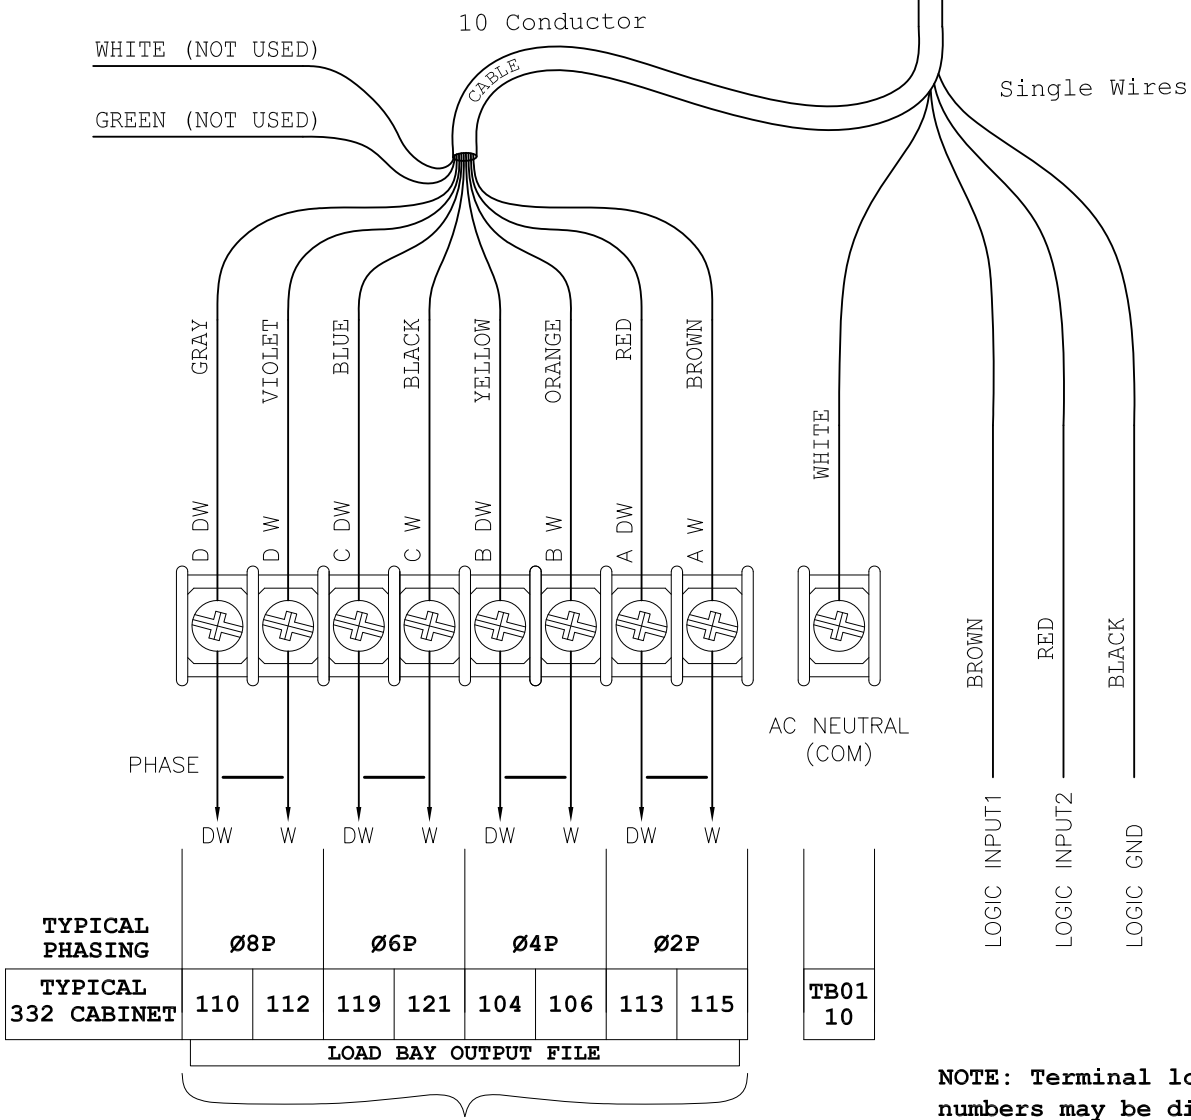 10 Conductor
WHITE (NOT USED)
CABLE
Single Wires
GREEN (NOT USED)
GRAY
VIOLET
BLUE
BLACK
YELLOW
ORANGE
RED
BROWN
WHITE
D DW
D W
C DW
C W
B DW
B W
A DW
A W
BROWN
RED
BLACK
AC NEUTRAL
(COM)
PHASE
DW W DW W DW W DW W
LOGIC INPUT1
LOGIC INPUT2
LOGIC GND
TYPICAL
PHASING
Ø8P Ø6P Ø4P Ø2P
TYPICAL
332 CABINET
110 112 119 121 104 106 113 115
TB01
10
LOAD BAY OUTPUT FILE
NOTE: Terminal
numbers may be